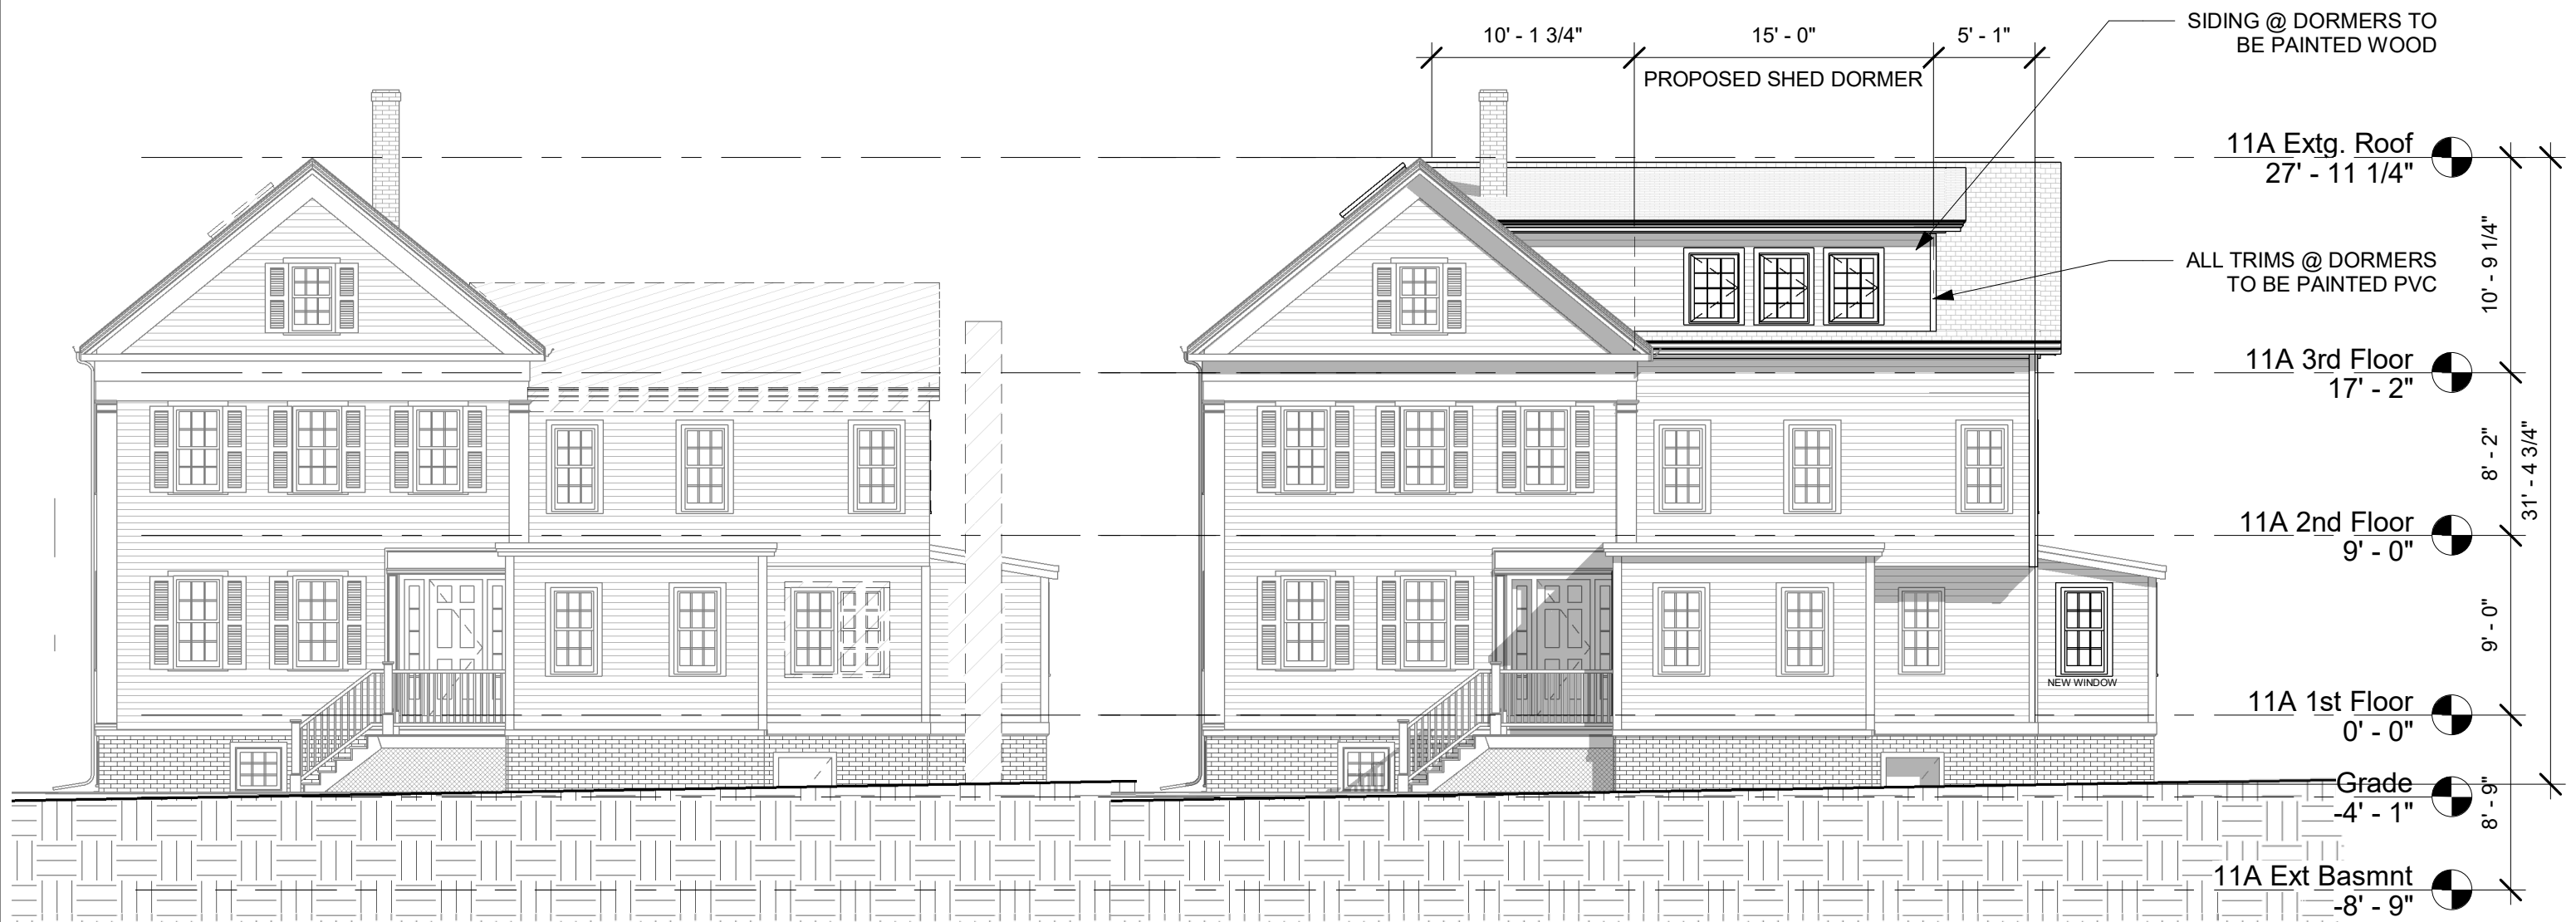 10' - 1 3/4"
15' - 0"
5' - 1"
PROPOSED SHED DORMER
SIDING @ DORMERS TO
BE PAINTED WOOD
11A Extg. Roof
27' - 11 1/4"
ALL TRIMS @ DORMERS
TO BE PAINTED PVC
10' - 9 1/4"
11A 3rd Floor
17' - 2"
8' - 2"
31' - 4 3/4"
11A 2nd Floor
9' - 0"
9' - 0"
NEW WINDOW
11A 1st Floor
0' - 0"
Grade
-4' - 1"
8' - 9"
11A Ext Basmnt
-8' - 9"